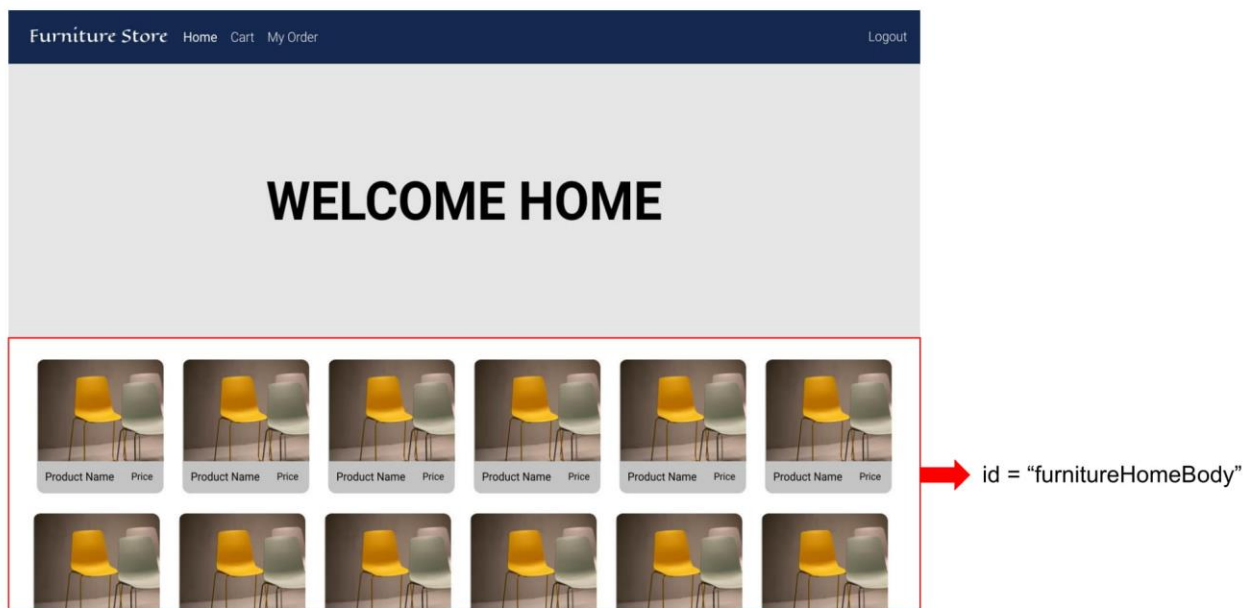 Furniture Store Home Cart My Order Logout
WELCOME HOME
Product Name Price Product Name Price Product Name Price Product Name Price Product Name Price Product Name Price
id = “furnitureHomeBody”